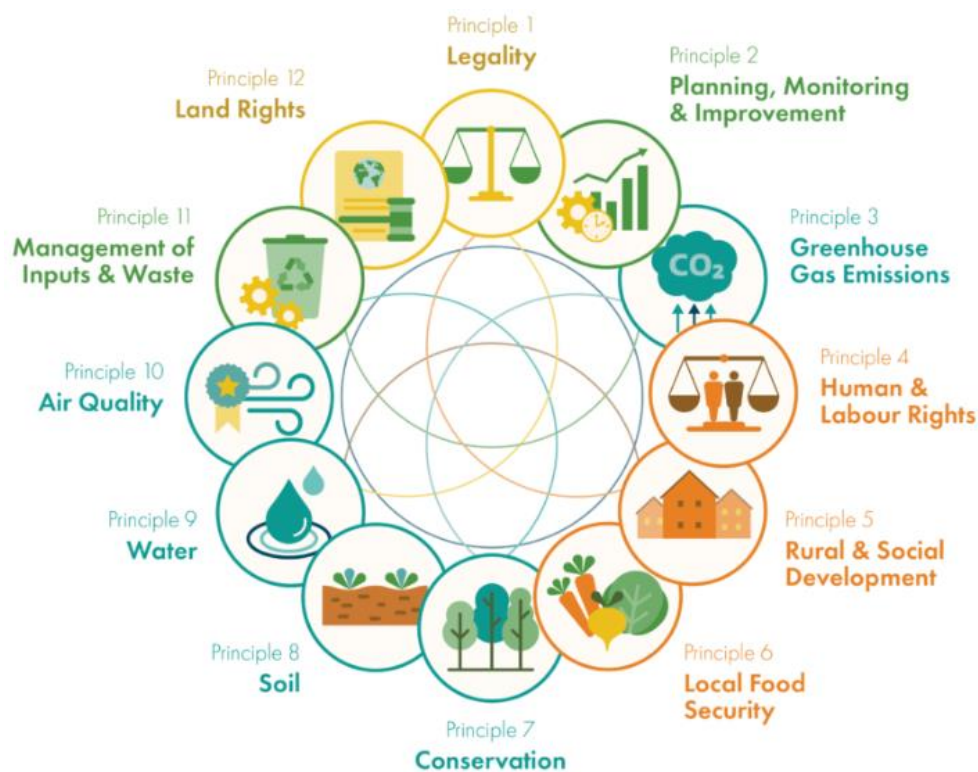 Principle 1
Legality
Principle 2
Planning, Monitoring
& Improvement
Principle 3
Greenhouse
Gas Emissions
CO₂
Principle 4
Human &
Labour Rights
Principle 5
Rural & Social
Development
Principle 6
Local Food
Security
Principle 7
Conservation
Principle 8
Soil
Principle 9
Water
Principle 10
Air Quality
Principle 11
Management of
Inputs & Waste
Principle 12
Land Rights